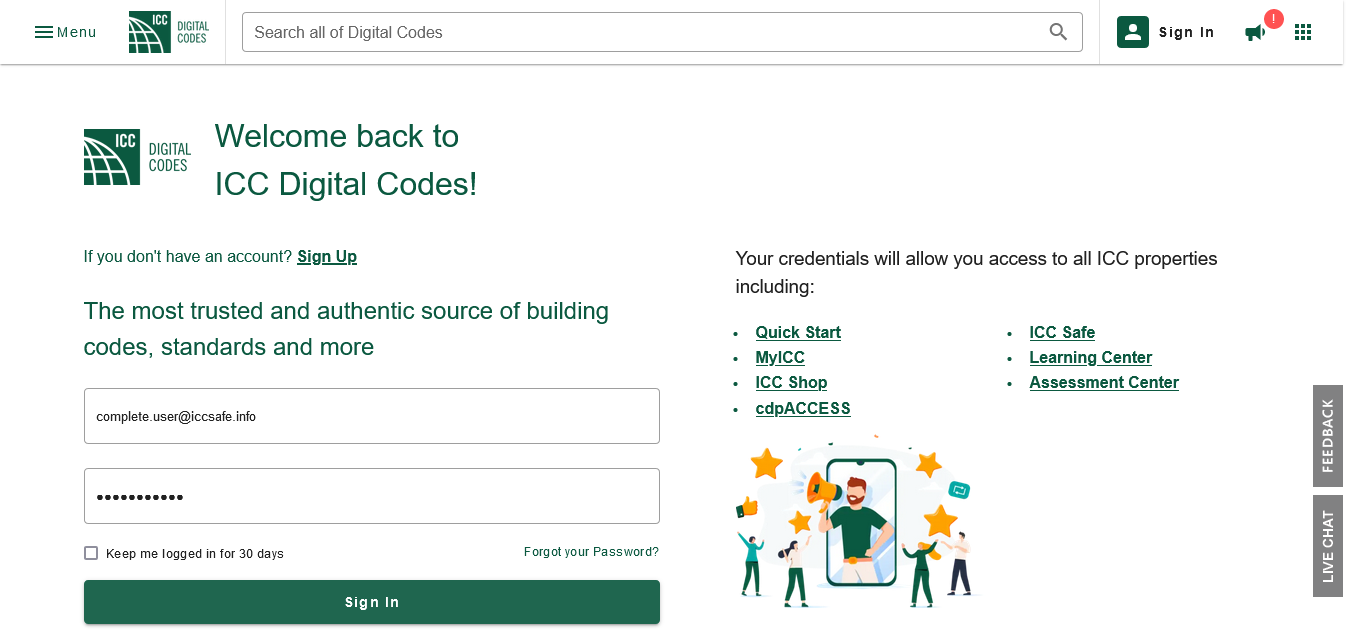 Menu
ICC
DIGITAL
CODES
Search all of Digital Codes
Sign In
!
ICC
DIGITAL
CODES
Welcome back to
ICC Digital Codes!
If you don't have an account? Sign Up
The most trusted and authentic source of building
codes, standards and more
complete.user@iccsafe.info
•••••••••••
Keep me logged in for 30 days
Forgot your Password?
Sign In
Your credentials will allow you access to all ICC properties
including:
• Quick Start
• MyICC
• ICC Shop
• cdpACCESS
• ICC Safe
• Learning Center
• Assessment Center
FEEDBACK
LIVE CHAT